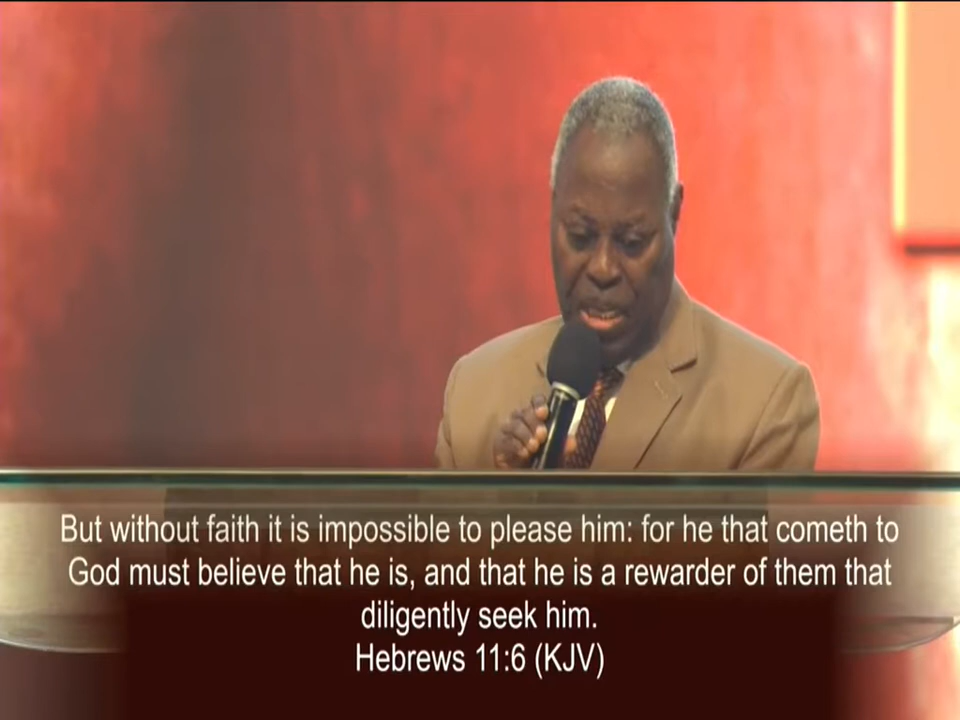 But without faith it is impossible to please him: for he that cometh to
God must believe that he is, and that he is a rewarder of them that
diligently seek him.
Hebrews 11:6 (KJV)